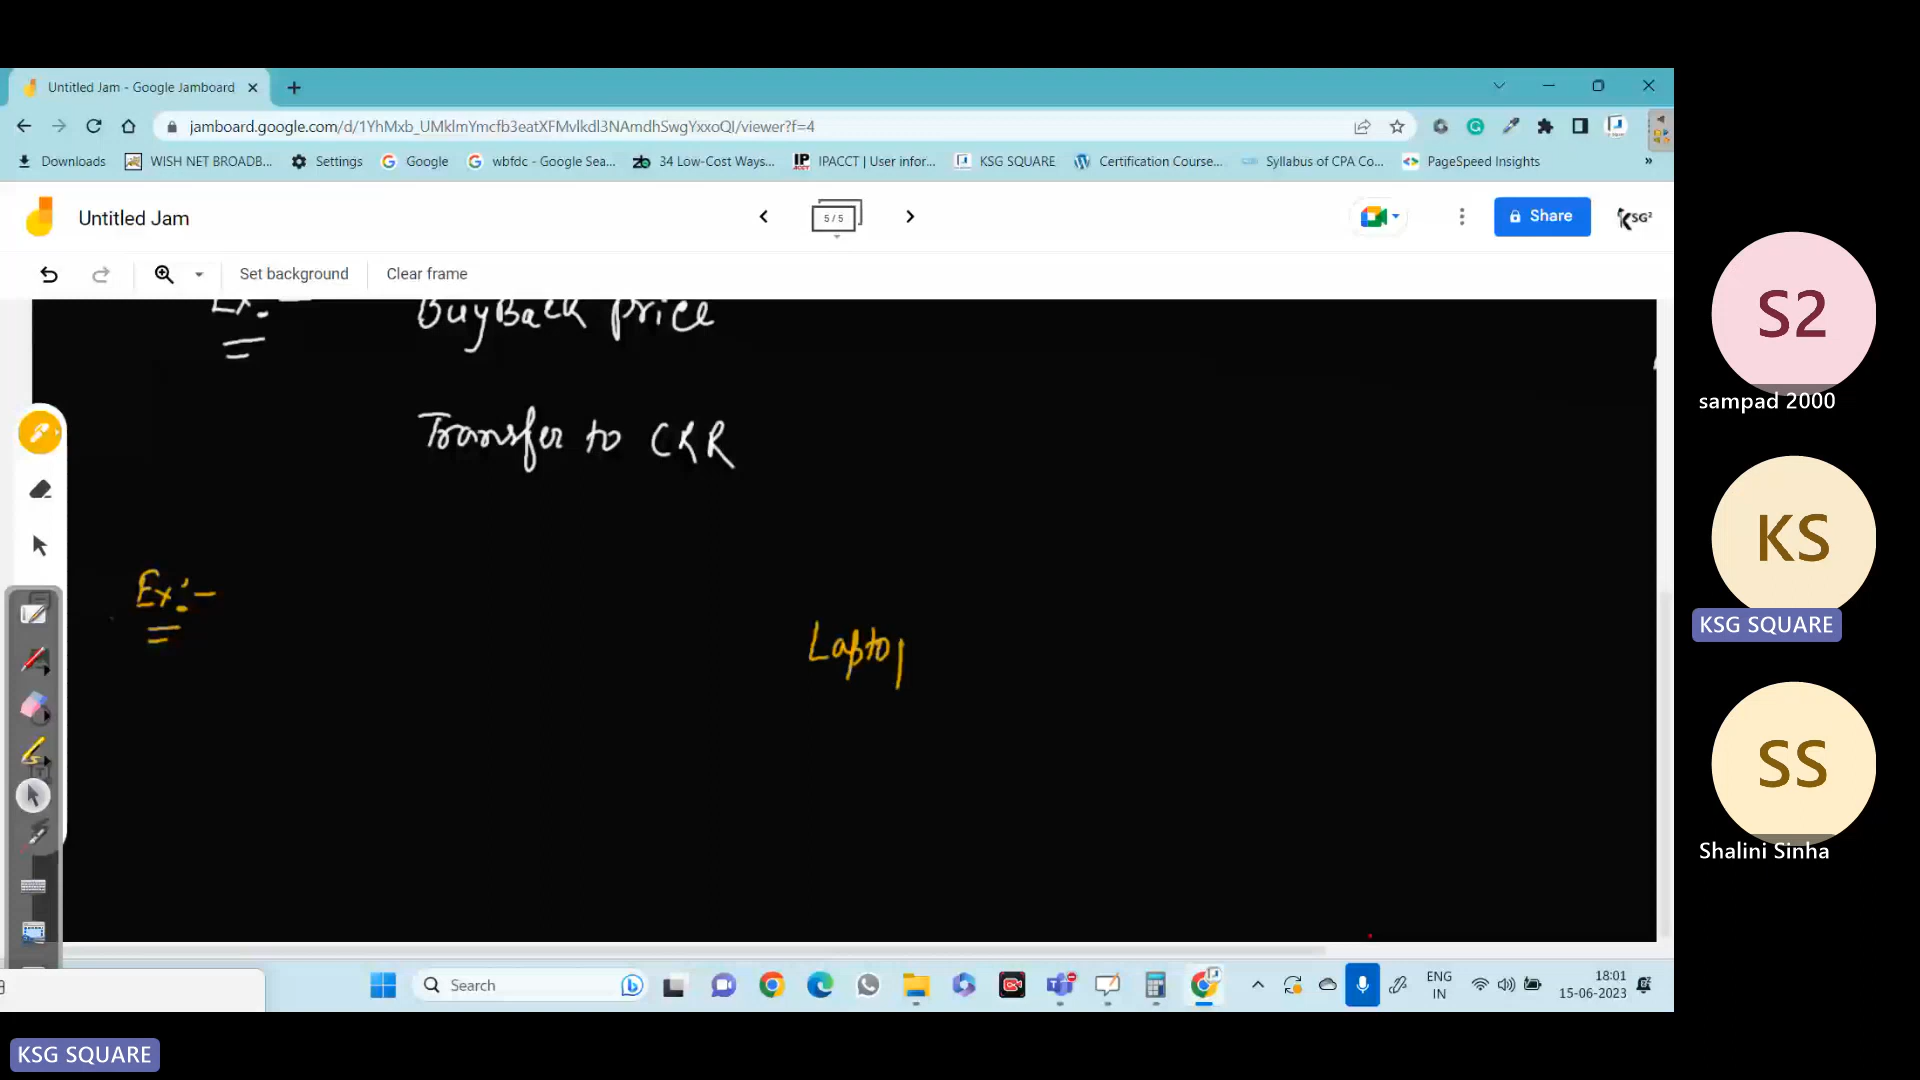 Untitled Jam - Google Jamboard
jamboard.google.com/d/1YhMxb_UMklmYmcfb3eatXFMvlkdl3NAmdhSwgYxxoQI/viewer?f=4
Downloads WISH NET BROADB... Settings Google wbfdc - Google Sea... 34 Low-Cost Ways... IPACCT | User infor... KSG SQUARE Certification Course... Syllabus of CPA Co... PageSpeed Insights »
Untitled Jam
5 / 5
Share
KSG²
Set background
Clear frame
Ex:- BuyBack price
Transfer to CRR
Ex:-
Laptop
S2
sampad 2000
KS
KSG SQUARE
SS
Shalini Sinha
Search
ENG
IN
18:01
15-06-2023
KSG SQUARE